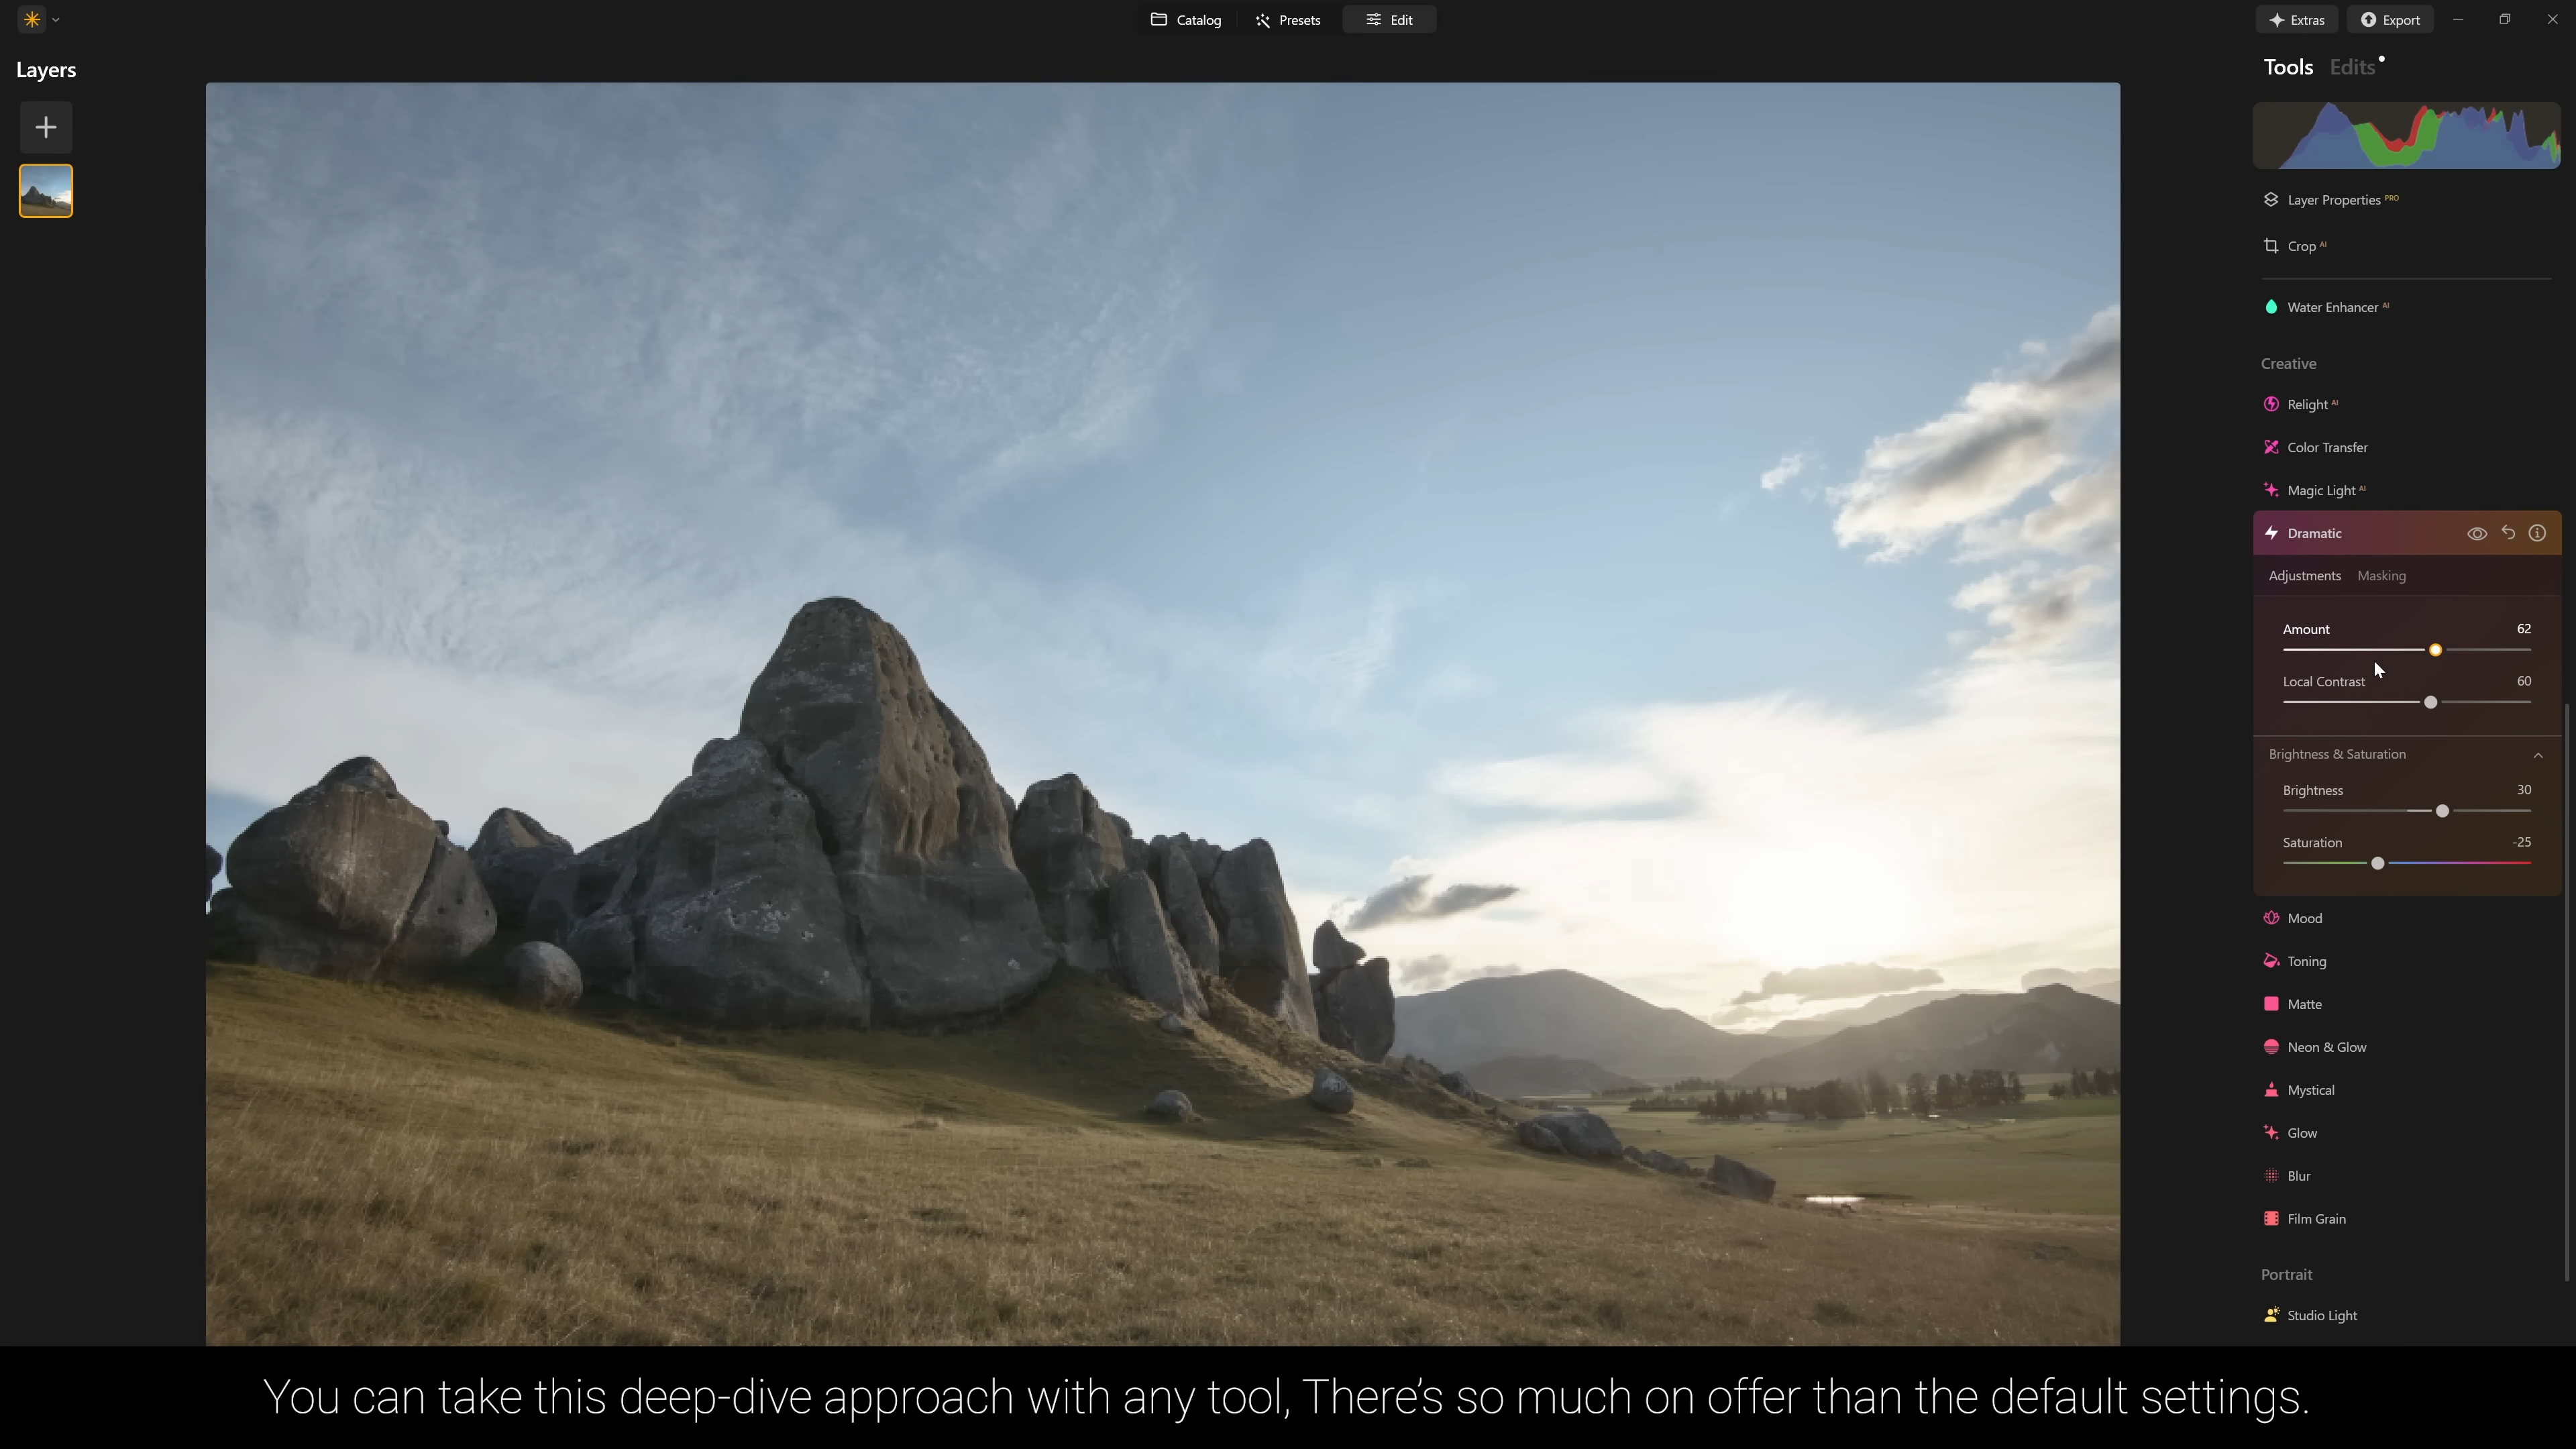 Catalog
Presets
Edit
Extras
Export
Layers
Tools
Edits
Layer Properties PRO
Crop AI
Water Enhancer AI
Creative
Relight AI
Color Transfer
Magic Light AI
Dramatic
Adjustments
Masking
Amount 62
Local Contrast 60
Brightness & Saturation
Brightness 30
Saturation -25
Mood
Toning
Matte
Neon & Glow
Mystical
Glow
Blur
Film Grain
Portrait
Studio Light
You can take this deep-dive approach with any tool, There's so much on offer than the default settings.